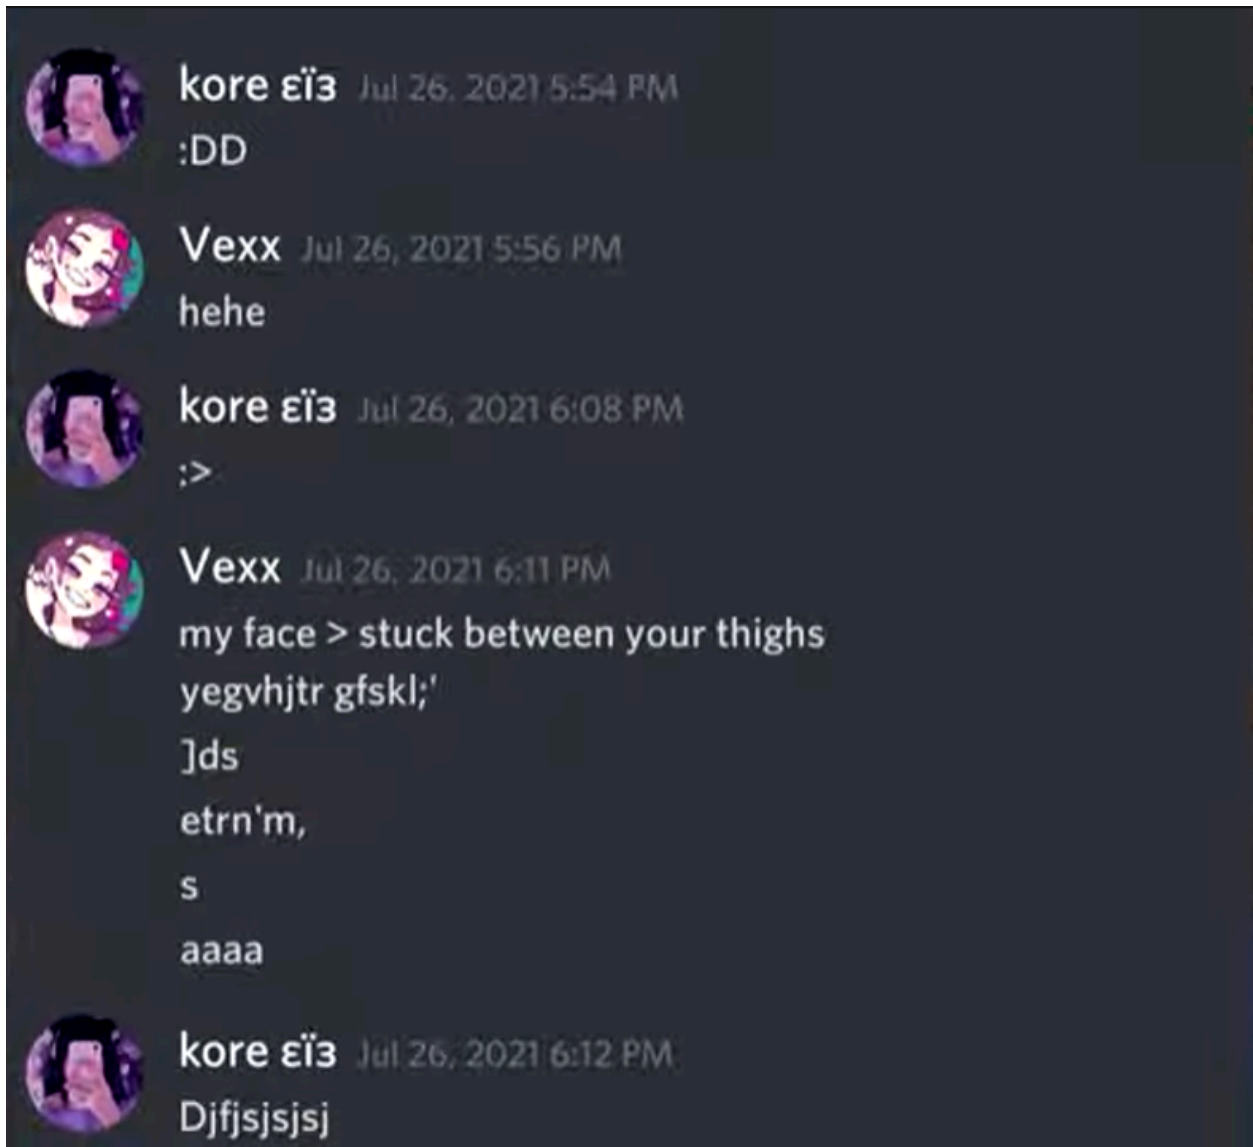 kore εïз Jul 26, 2021 5:54 PM
:DD
Vexx Jul 26, 2021 5:56 PM
hehe
kore εïз Jul 26, 2021 6:08 PM
:>
Vexx Jul 26, 2021 6:11 PM
my face > stuck between your thighs
yegvhjtr gfskl;'
]ds
etrn'm,
s
aaaa
kore εïз Jul 26, 2021 6:12 PM
Djfjsjsjsj